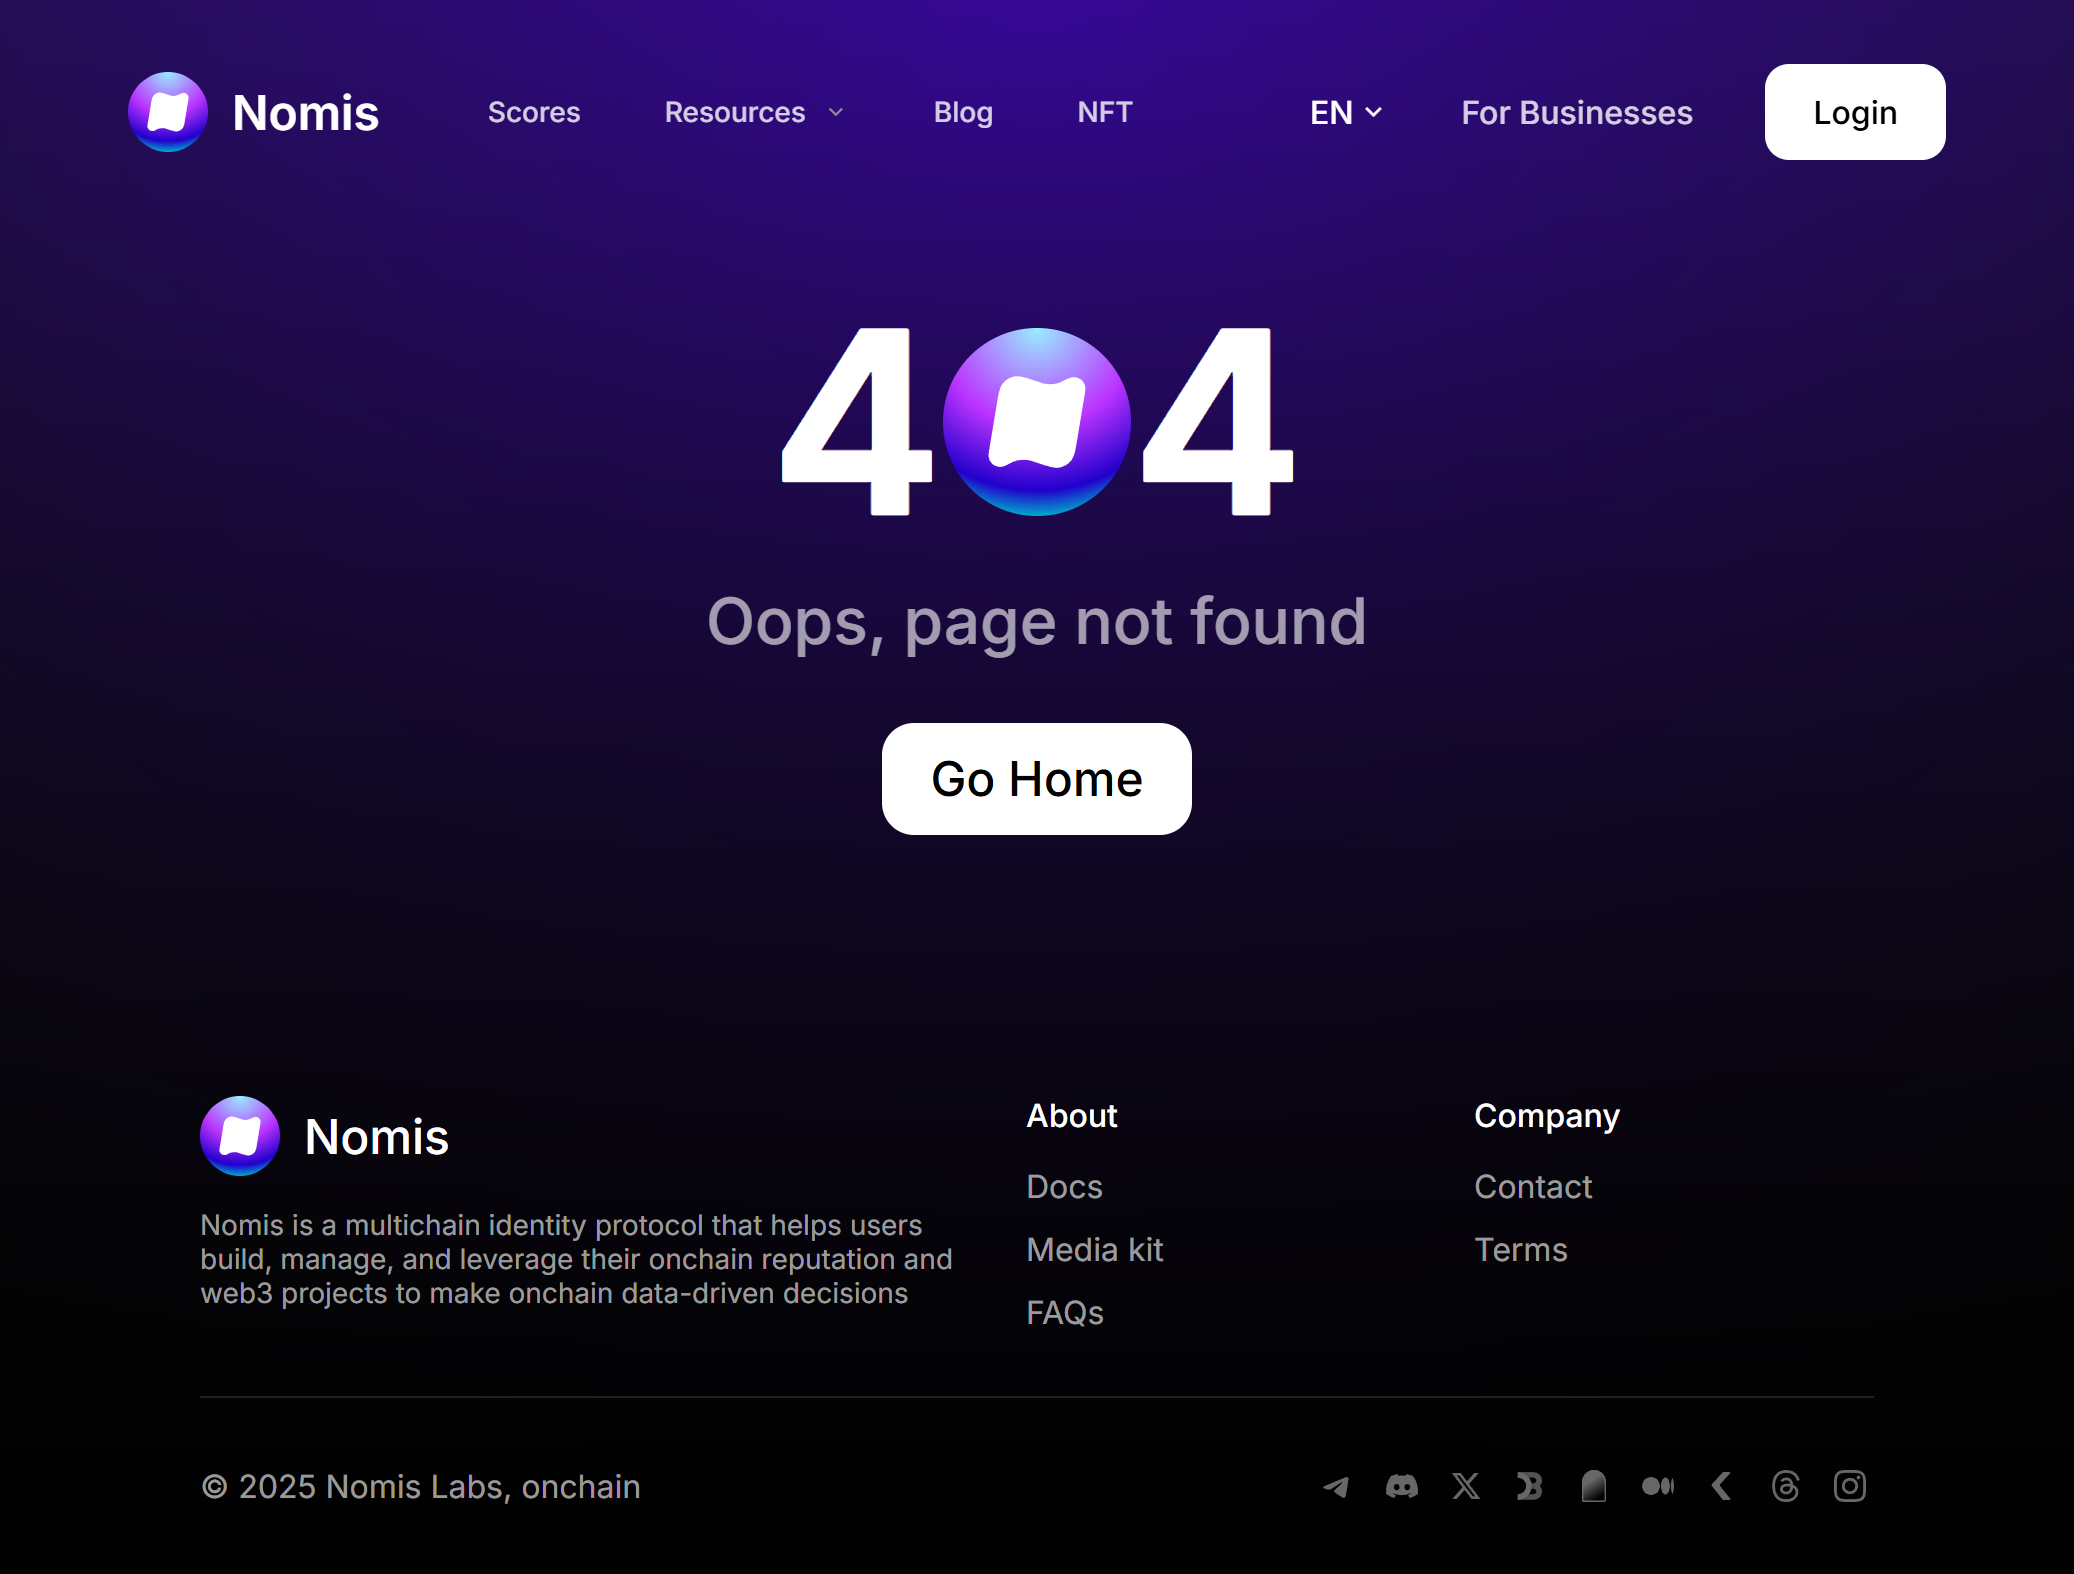 Nomis
Scores
Resources
Blog
NFT
EN
For Businesses
Login
4 4
Oops, page not found
Go Home
Nomis
Nomis is a multichain identity protocol that helps users
build, manage, and leverage their onchain reputation and
web3 projects to make onchain data-driven decisions
About
Docs
Media kit
FAQs
Company
Contact
Terms
© 2025 Nomis Labs, onchain